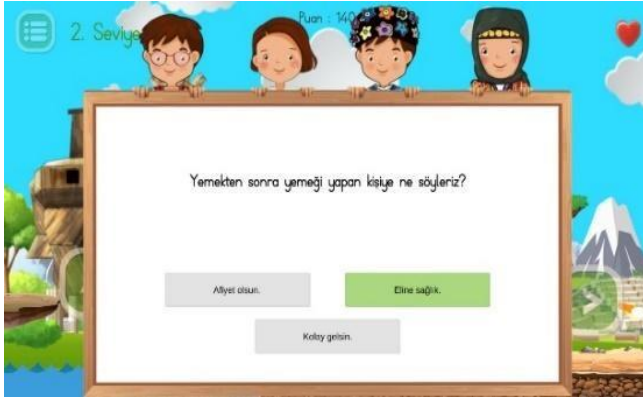 2. Seviye
Puan : 140
Yemekten sonra yemeği yapan kişiye ne söyleriz?
Afiyet olsun.
Eline sağlık.
Kolay gelsin.